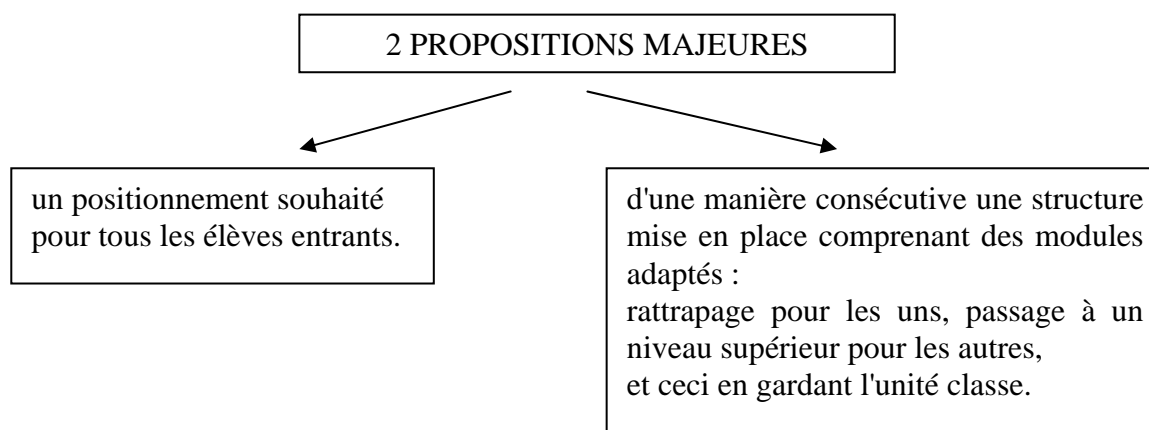 2 PROPOSITIONS MAJEURES
un positionnement souhaité
pour tous les élèves entrants.
d'une manière consécutive une structure
mise en place comprenant des modules
adaptés :
rattrapage pour les uns, passage à un
niveau supérieur pour les autres,
et ceci en gardant l'unité classe.